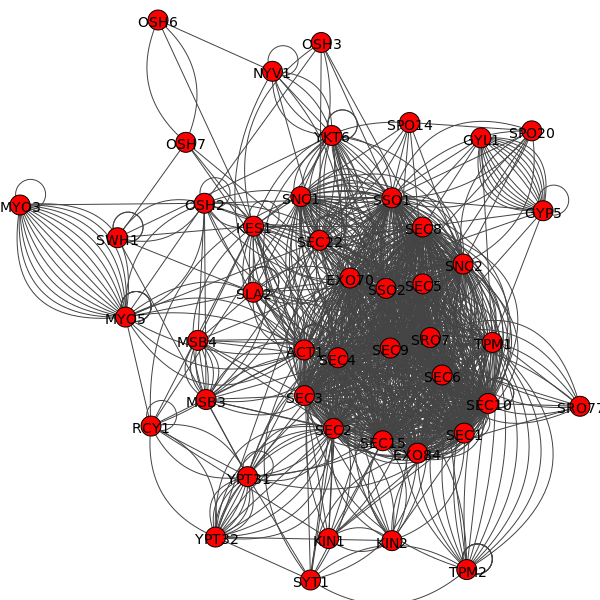 OSH6
OSH3
NYV1
SPO14
SPO20
YKT6
GYL1
OSH7
MYO3
OSH2
SNC1
SSO1
GYP5
SWH1
KES1
SEC8
SEC22
SNC2
EXO70
SSO2
SEC5
SLA2
MYO5
MSB4
ACT1
SEC4
SEC9
SRO7
TPM1
SEC6
SEC3
MSB3
SEC10
SRO77
RCY1
SEC2
SEC15
SEC1
EXO84
YPT31
YPT32
KIN1
KIN2
SYT1
TPM2